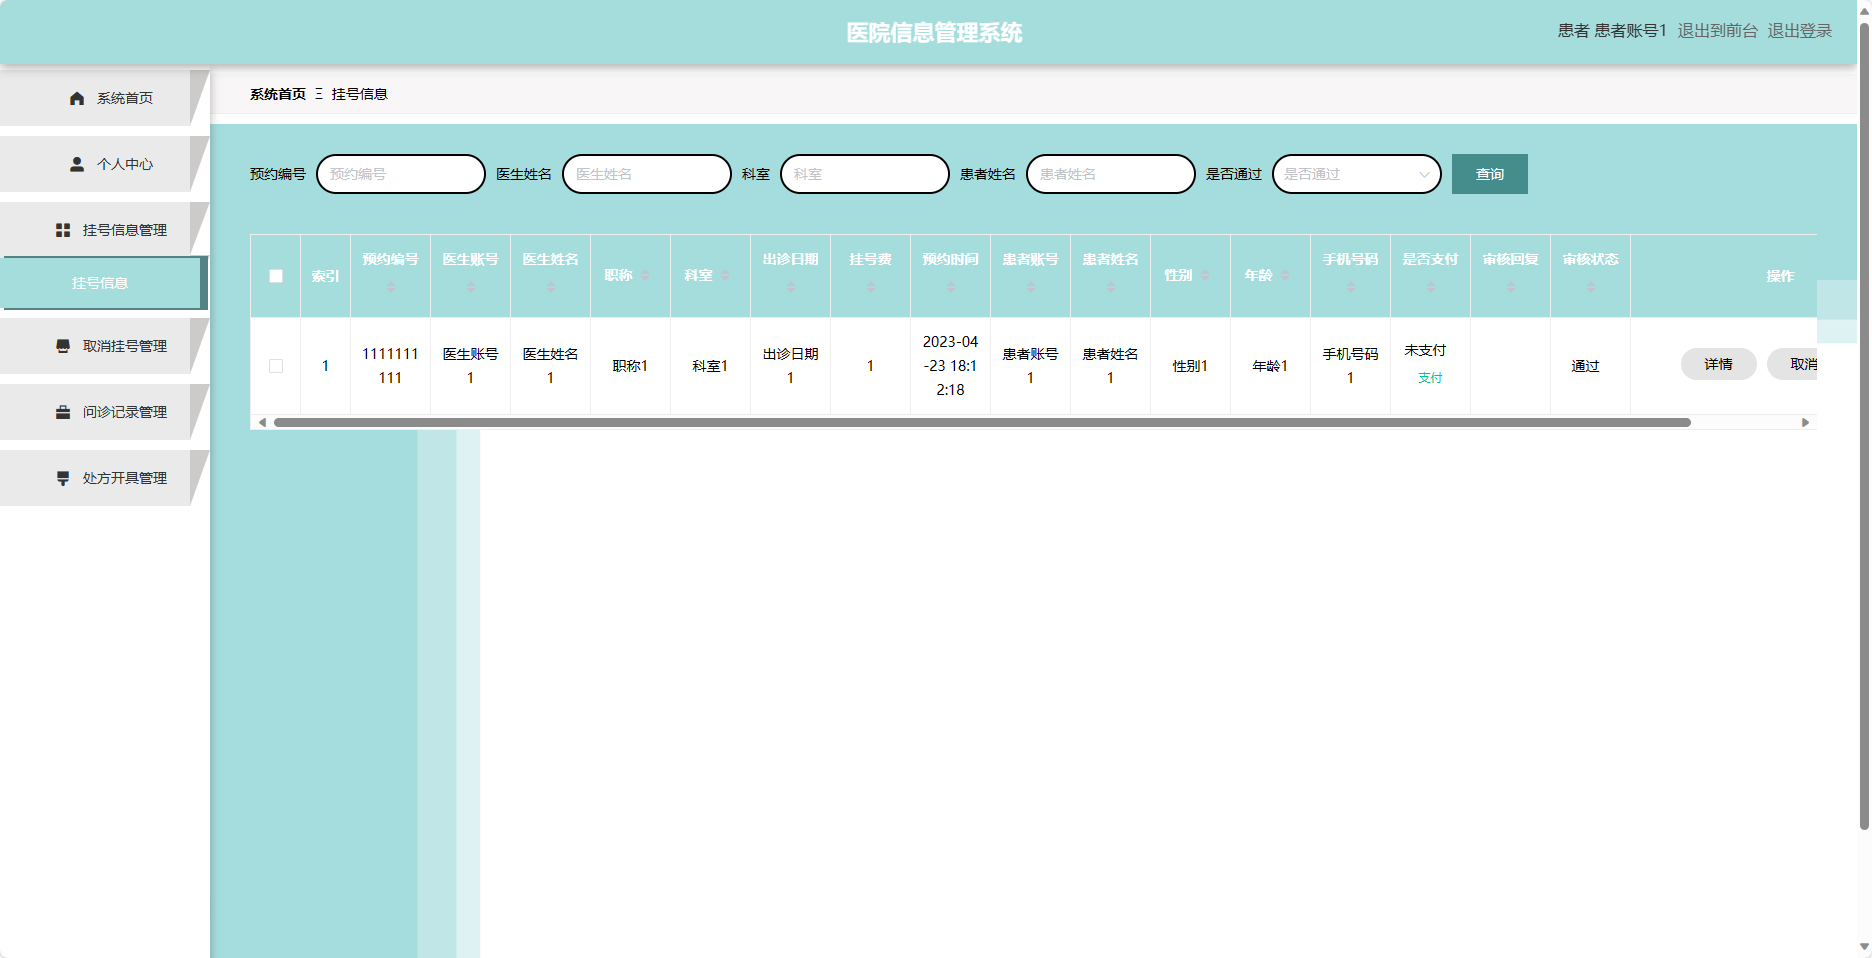 医院信息管理系统
患者 患者账号1 退出到前台 退出登录
系统首页
个人中心
挂号信息管理
挂号信息
取消挂号管理
问诊记录管理
处方开具管理
系统首页 Ξ 挂号信息
预约编号 预约编号 医生姓名 医生姓名 科室 科室 患者姓名 患者姓名 是否通过 是否通过 查询
索引 预约编号 医生账号 医生姓名 职称 科室 出诊日期 挂号费 预约时间 患者账号 患者姓名 性别 年龄 手机号码 是否支付 审核回复 审核状态 操作
1 1111111111 医生账号1 医生姓名1 职称1 科室1 出诊日期1 1 2023-04-23 18:12:18 患者账号1 患者姓名1 性别1 年龄1 手机号码1 未支付 支付 通过 详情 取消